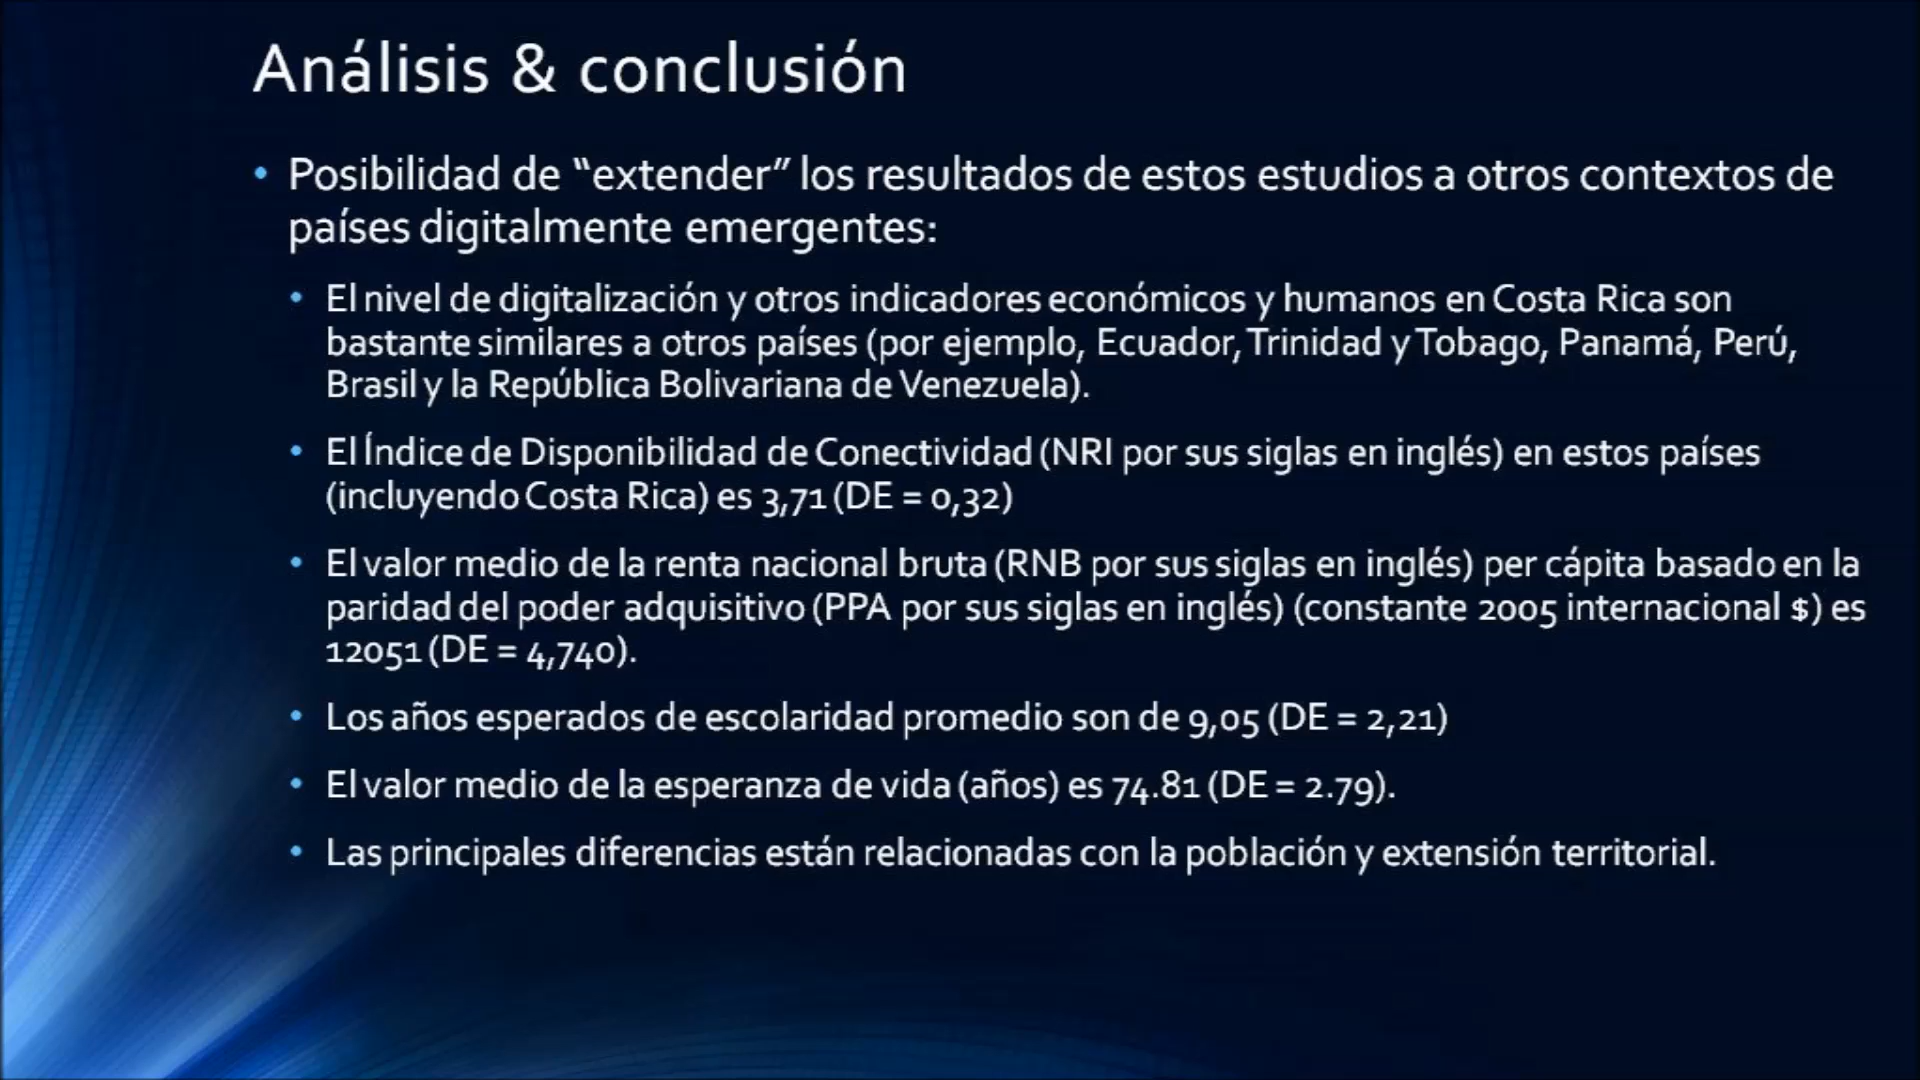 Análisis & conclusión
• Posibilidad de “extender” los resultados de estos estudios a otros contextos de
países digitalmente emergentes:
• El nivel de digitalización y otros indicadores económicos y humanos en Costa Rica son
bastante similares a otros países (por ejemplo, Ecuador, Trinidad y Tobago, Panamá, Perú,
Brasil y la República Bolivariana de Venezuela).
• El Índice de Disponibilidad de Conectividad (NRI por sus siglas en inglés) en estos países
(incluyendo Costa Rica) es 3,71 (DE = 0,32)
• El valor medio de la renta nacional bruta (RNB por sus siglas en inglés) per cápita basado en la
paridad del poder adquisitivo (PPA por sus siglas en inglés) (constante 2005 internacional $) es
12051 (DE = 4,740).
• Los años esperados de escolaridad promedio son de 9,05 (DE = 2,21)
• El valor medio de la esperanza de vida (años) es 74.81 (DE = 2.79).
• Las principales diferencias están relacionadas con la población y extensión territorial.